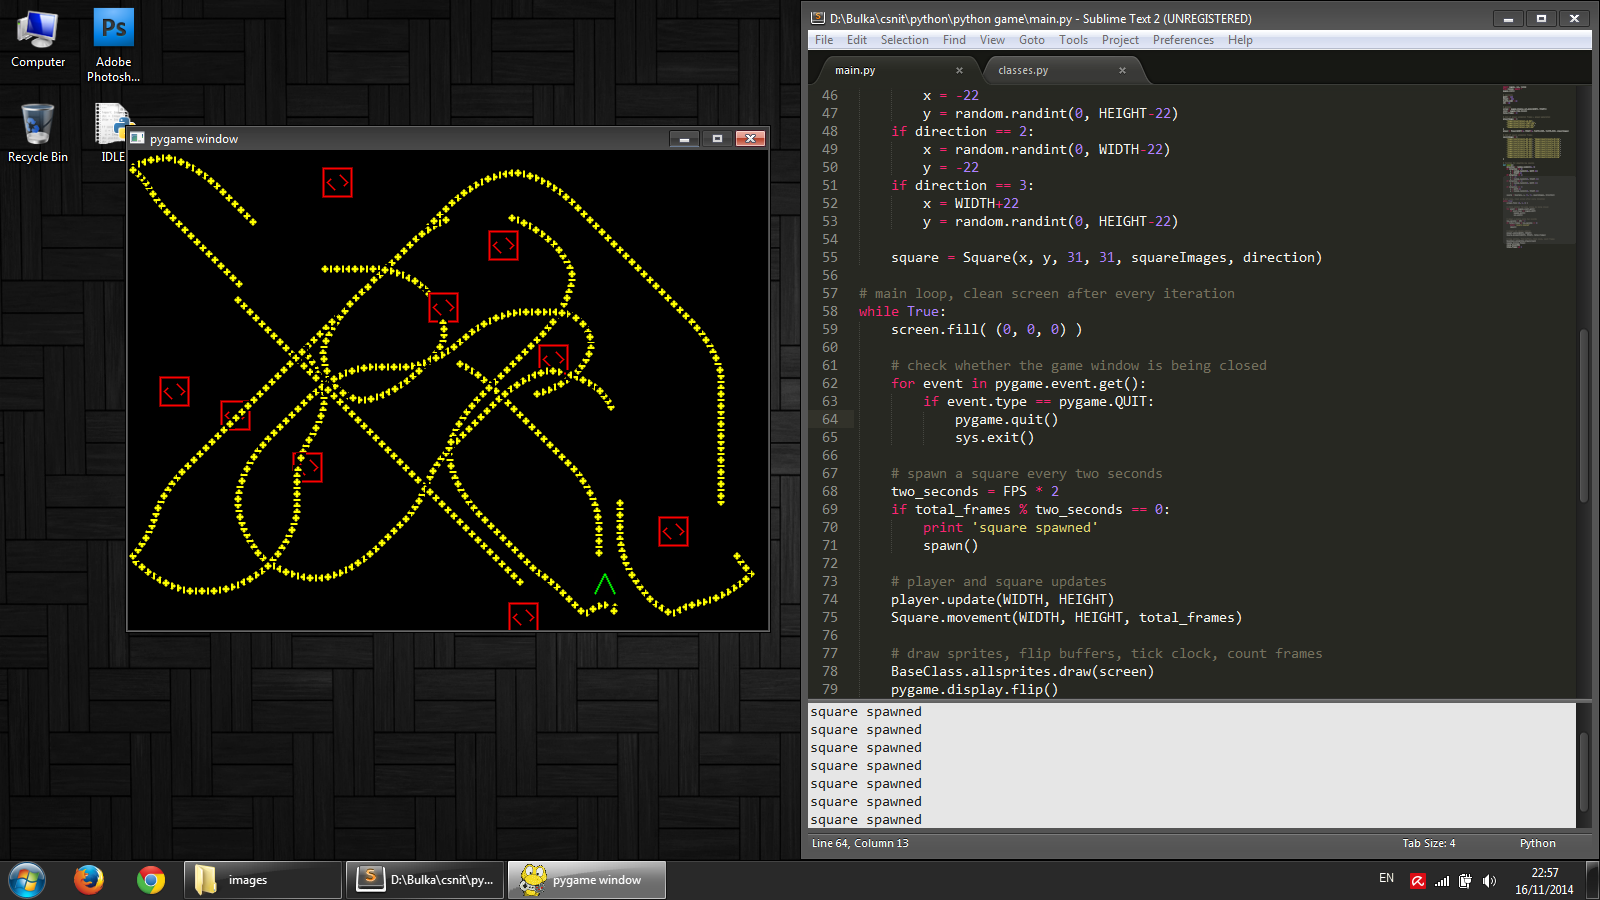 Computer
Adobe
Photosh...
Recycle Bin
IDLE
pygame window
D:\Bulka\csnit\python\python game\main.py - Sublime Text 2 (UNREGISTERED)
File Edit Selection Find View Goto Tools Project Preferences Help
main.py
classes.py
46 x = -22
47 y = random.randint(0, HEIGHT-22)
48 if direction == 2:
49 x = random.randint(0, WIDTH-22)
50 y = -22
51 if direction == 3:
52 x = WIDTH+22
53 y = random.randint(0, HEIGHT-22)
54
55 square = Square(x, y, 31, 31, squareImages, direction)
56
57 # main loop, clean screen after every iteration
58 while True:
59 screen.fill( (0, 0, 0) )
60
61 # check whether the game window is being closed
62 for event in pygame.event.get():
63 if event.type == pygame.QUIT:
64 pygame.quit()
65 sys.exit()
66
67 # spawn a square every two seconds
68 two_seconds = FPS * 2
69 if total_frames % two_seconds == 0:
70 print 'square spawned'
71 spawn()
72
73 # player and square updates
74 player.update(WIDTH, HEIGHT)
75 Square.movement(WIDTH, HEIGHT, total_frames)
76
77 # draw sprites, flip buffers, tick clock, count frames
78 BaseClass.allsprites.draw(screen)
79 pygame.display.flip()
square spawned
square spawned
square spawned
square spawned
square spawned
square spawned
square spawned
Line 64, Column 13
Tab Size: 4
Python
images
D:\Bulka\csnit\py...
pygame window
EN
22:57
16/11/2014